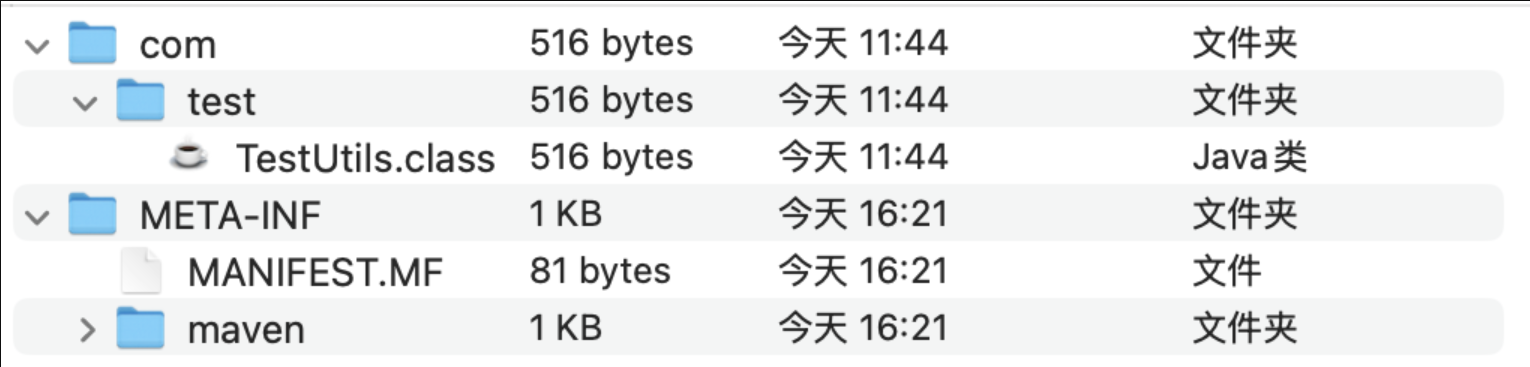 com 516 bytes 今天 11:44 文件夹
test 516 bytes 今天 11:44 文件夹
TestUtils.class 516 bytes 今天 11:44 Java类
META-INF 1 KB 今天 16:21 文件夹
MANIFEST.MF 81 bytes 今天 16:21 文件
maven 1 KB 今天 16:21 文件夹